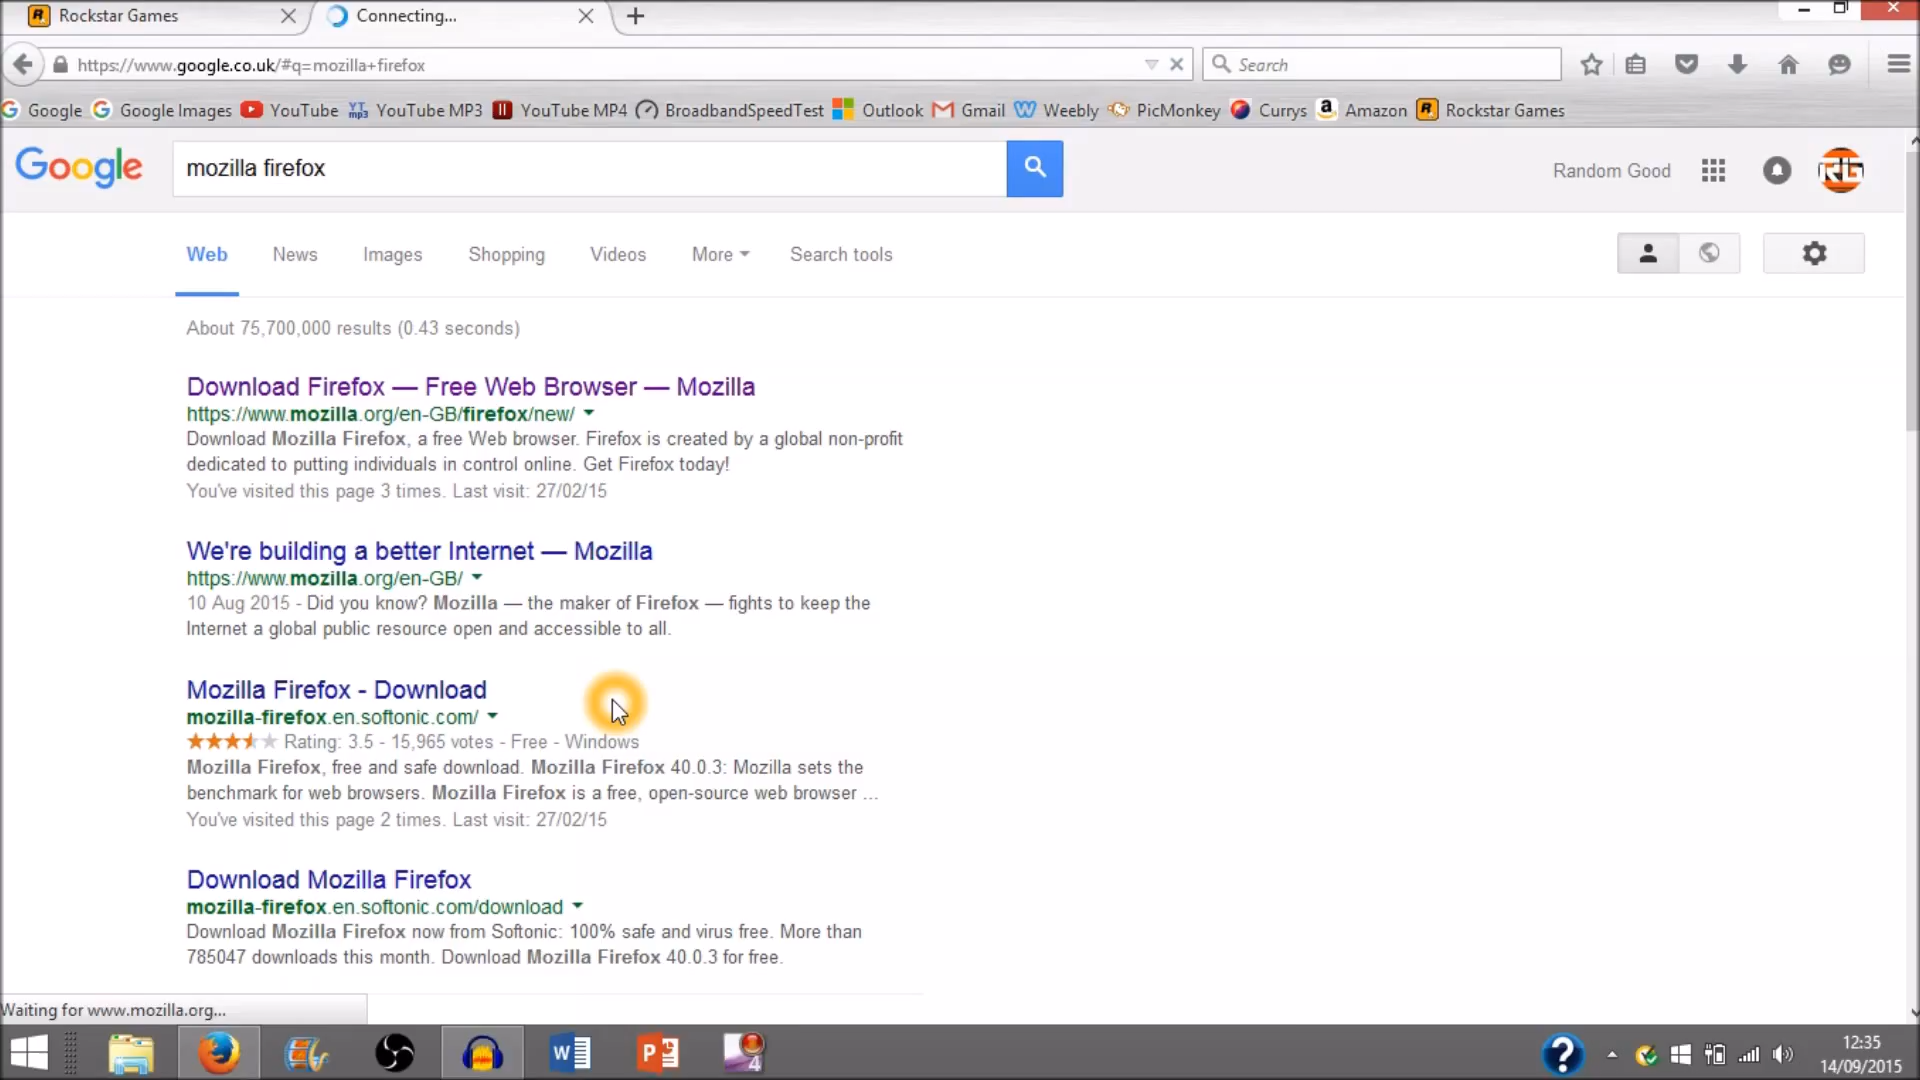 Rockstar Games
Connecting...
https://www.google.co.uk/#q=mozilla+firefox
Search
Google
Google Images
YouTube
YT mp3
YouTube MP3
YouTube MP4
BroadbandSpeedTest
Outlook
Gmail
Weebly
PicMonkey
Currys
Amazon
Rockstar Games
Google
mozilla firefox
Random Good
RG
Web
News
Images
Shopping
Videos
More
Search tools
About 75,700,000 results (0.43 seconds)
Download Firefox — Free Web Browser — Mozilla
https://www.mozilla.org/en-GB/firefox/new/
Download Mozilla Firefox, a free Web browser. Firefox is created by a global non-profit
dedicated to putting individuals in control online. Get Firefox today!
You've visited this page 3 times. Last visit: 27/02/15
We're building a better Internet — Mozilla
https://www.mozilla.org/en-GB/
10 Aug 2015 - Did you know? Mozilla — the maker of Firefox — fights to keep the
Internet a global public resource open and accessible to all.
Mozilla Firefox - Download
mozilla-firefox.en.softonic.com/
Rating: 3.5 - 15,965 votes - Free - Windows
Mozilla Firefox, free and safe download. Mozilla Firefox 40.0.3: Mozilla sets the
benchmark for web browsers. Mozilla Firefox is a free, open-source web browser ...
You've visited this page 2 times. Last visit: 27/02/15
Download Mozilla Firefox
mozilla-firefox.en.softonic.com/download
Download Mozilla Firefox now from Softonic: 100% safe and virus free. More than
785047 downloads this month. Download Mozilla Firefox 40.0.3 for free.
Waiting for www.mozilla.org...
12:35
14/09/2015